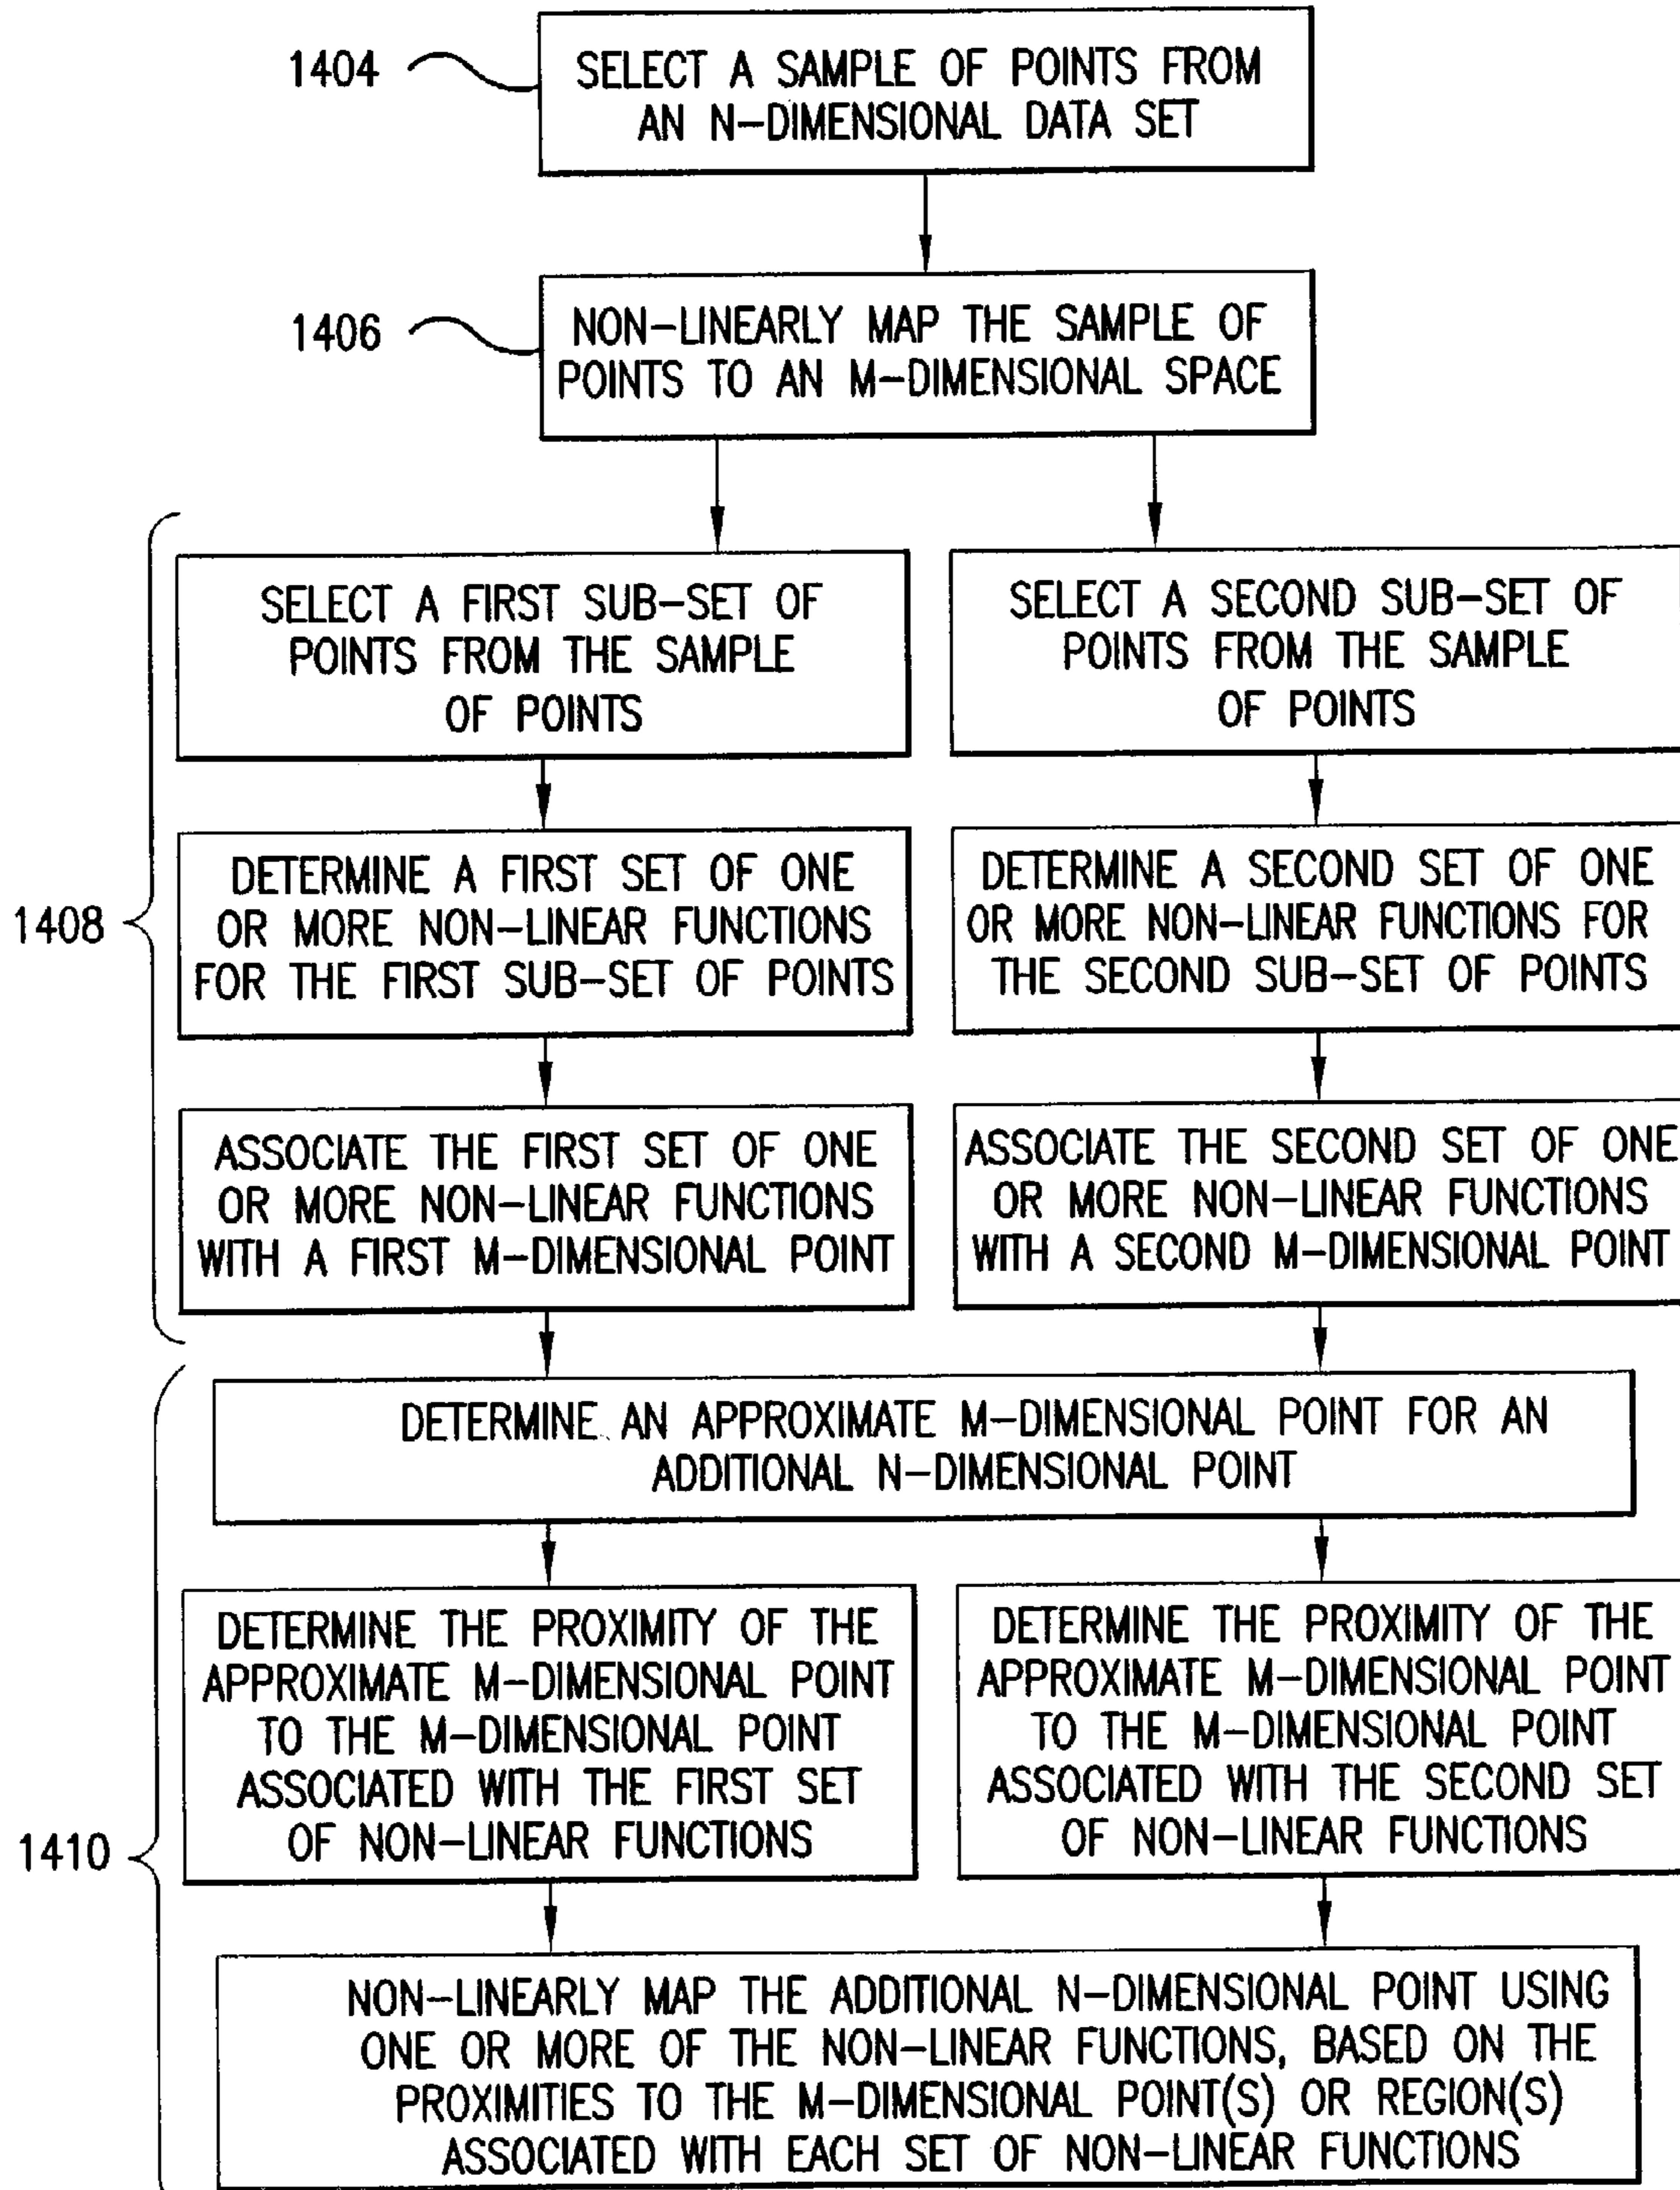 1404
SELECT A SAMPLE OF POINTS FROM
AN N-DIMENSIONAL DATA SET
1406
NON-LINEARLY MAP THE SAMPLE OF
POINTS TO AN M-DIMENSIONAL SPACE
1408
SELECT A FIRST SUB-SET OF
POINTS FROM THE SAMPLE
OF POINTS
SELECT A SECOND SUB-SET OF
POINTS FROM THE SAMPLE
OF POINTS
DETERMINE A FIRST SET OF ONE
OR MORE NON-LINEAR FUNCTIONS
FOR THE FIRST SUB-SET OF POINTS
DETERMINE A SECOND SET OF ONE
OR MORE NON-LINEAR FUNCTIONS FOR
THE SECOND SUB-SET OF POINTS
ASSOCIATE THE FIRST SET OF ONE
OR MORE NON-LINEAR FUNCTIONS
WITH A FIRST M-DIMENSIONAL POINT
ASSOCIATE THE SECOND SET OF ONE
OR MORE NON-LINEAR FUNCTIONS
WITH A SECOND M-DIMENSIONAL POINT
1410
DETERMINE AN APPROXIMATE M-DIMENSIONAL POINT FOR AN
ADDITIONAL N-DIMENSIONAL POINT
DETERMINE THE PROXIMITY OF THE
APPROXIMATE M-DIMENSIONAL POINT
TO THE M-DIMENSIONAL POINT
ASSOCIATED WITH THE FIRST SET
OF NON-LINEAR FUNCTIONS
DETERMINE THE PROXIMITY OF THE
APPROXIMATE M-DIMENSIONAL POINT
TO THE M-DIMENSIONAL POINT
ASSOCIATED WITH THE SECOND SET
OF NON-LINEAR FUNCTIONS
NON-LINEARLY MAP THE ADDITIONAL N-DIMENSIONAL POINT USING
ONE OR MORE OF THE NON-LINEAR FUNCTIONS, BASED ON THE
PROXIMITIES TO THE M-DIMENSIONAL POINT(S) OR REGION(S)
ASSOCIATED WITH EACH SET OF NON-LINEAR FUNCTIONS